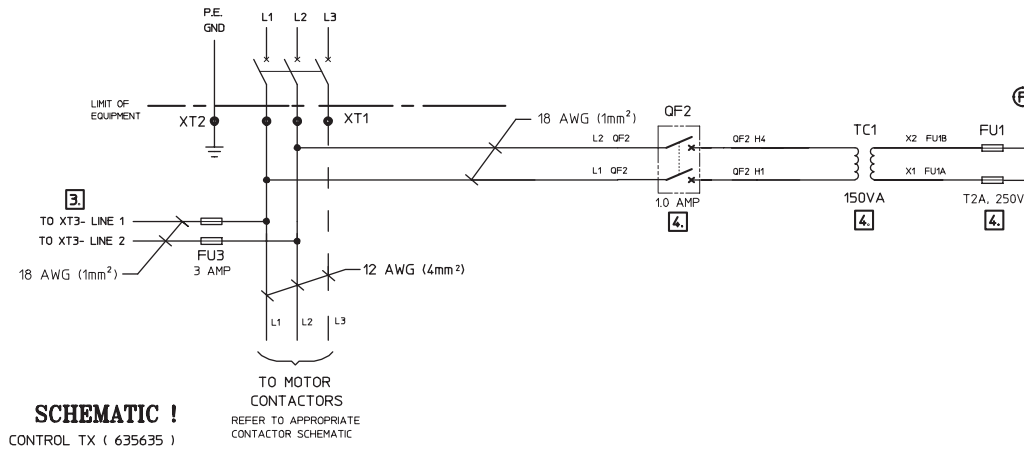 P.E.
GND
L1 L2 L3
LIMIT OF
EQUIPMENT
XT2
XT1
18 AWG (1mm²)
QF2
TC1
FU1
L2 QF2
QF2 H4
X2 FU1B
L1 QF2
QF2 H1
X1 FU1A
1.0 AMP
150VA
T2A, 250V
4.
4.
4.
3.
TO XT3- LINE 1
TO XT3- LINE 2
FU3
3 AMP
18 AWG (1mm²)
12 AWG (4mm²)
L1 L2 L3
TO MOTOR
CONTACTORS
REFER TO APPROPRIATE
CONTACTOR SCHEMATIC
SCHEMATIC !
CONTROL TX ( 635635 )